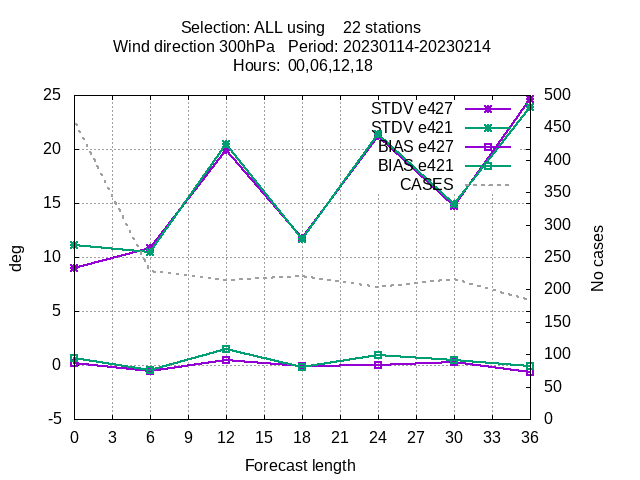 Selection: ALL using    22 stations
Wind direction 300hPa   Period: 20230114-20230214
Hours:  00,06,12,18
STDV e427
STDV e421
BIAS e427
BIAS e421
CASES
25
20
15
10
5
0
-5
deg
500
450
400
350
300
250
200
150
100
50
0
No cases
0 3 6 9 12 15 18 21 24 27 30 33 36
Forecast length